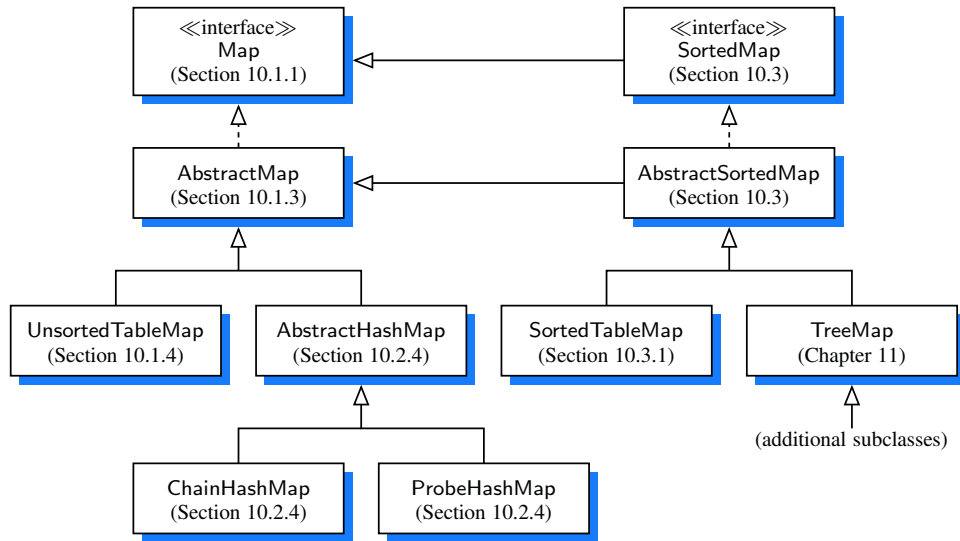 ≪interface≫
Map
(Section 10.1.1)
≪interface≫
SortedMap
(Section 10.3)
AbstractMap
(Section 10.1.3)
AbstractSortedMap
(Section 10.3)
UnsortedTableMap
(Section 10.1.4)
AbstractHashMap
(Section 10.2.4)
SortedTableMap
(Section 10.3.1)
TreeMap
(Chapter 11)
(additional subclasses)
ChainHashMap
(Section 10.2.4)
ProbeHashMap
(Section 10.2.4)